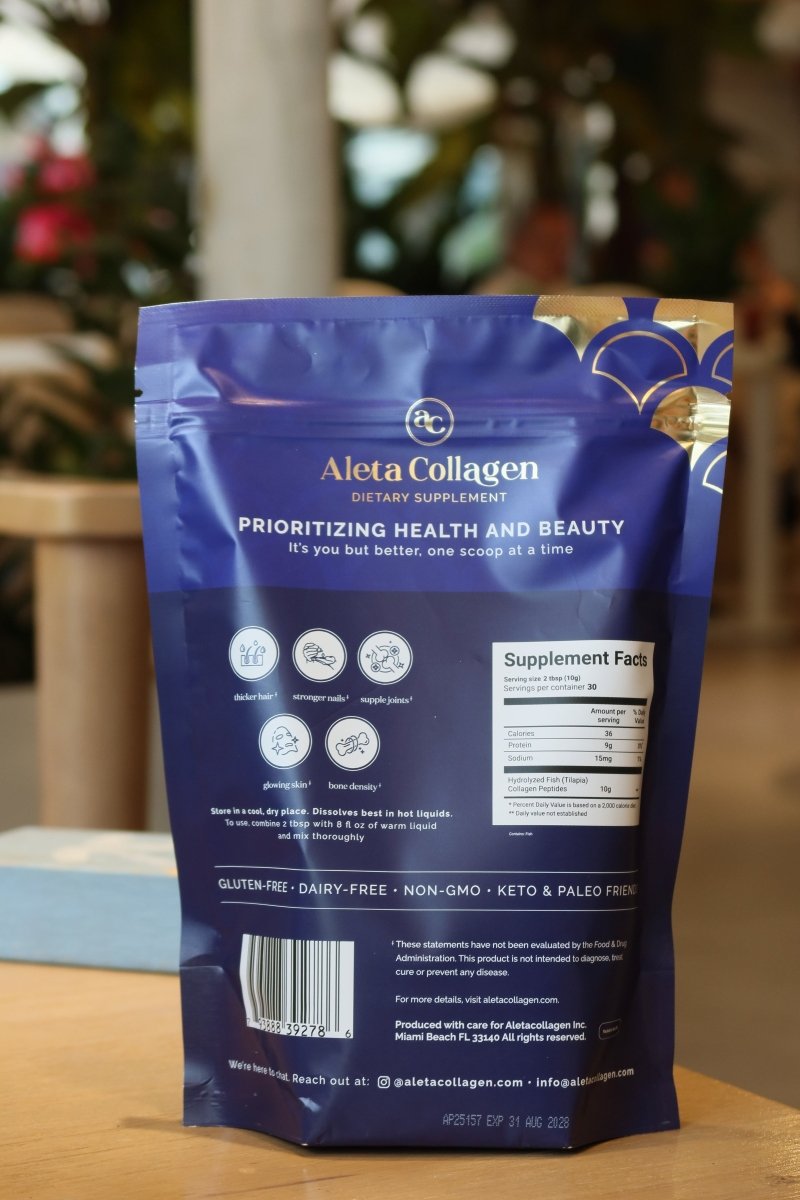 ac
Aleta Collagen
DIETARY SUPPLEMENT
PRIORITIZING HEALTH AND BEAUTY
It's you but better, one scoop at a time
thicker hair‡
stronger nails‡
supple joints‡
glowing skin‡
bone density‡
Store in a cool, dry place. Dissolves best in hot liquids.
To use, combine 2 tbsp with 8 fl oz of warm liquid
and mix thoroughly
Supplement Facts
Serving size 2 tbsp (10g)
Servings per container 30
Amount per serving
% Daily Value
Calories 36
Protein 9g
Sodium 15mg
Hydrolyzed Fish (Tilapia)
Collagen Peptides 10g
* Percent Daily Value is based on a 2,000 calorie
** Daily value not established
Contains: Fish
GLUTEN-FREE • DAIRY-FREE • NON-GMO • KETO & PALEO
39278 6
‡ These statements have not been evaluated by the Food & Drug
Administration. This product is not intended to diagnose, treat
cure or prevent any disease.
For more details, visit aletacollagen.com.
Produced with care for Aletacollagen Inc.
Miami Beach FL 33140 All rights reserved.
We're here to chat. Reach out at: @aletacollagen.com • info@aletacollagen.com
AP25157 EXP 31 AUG 2028